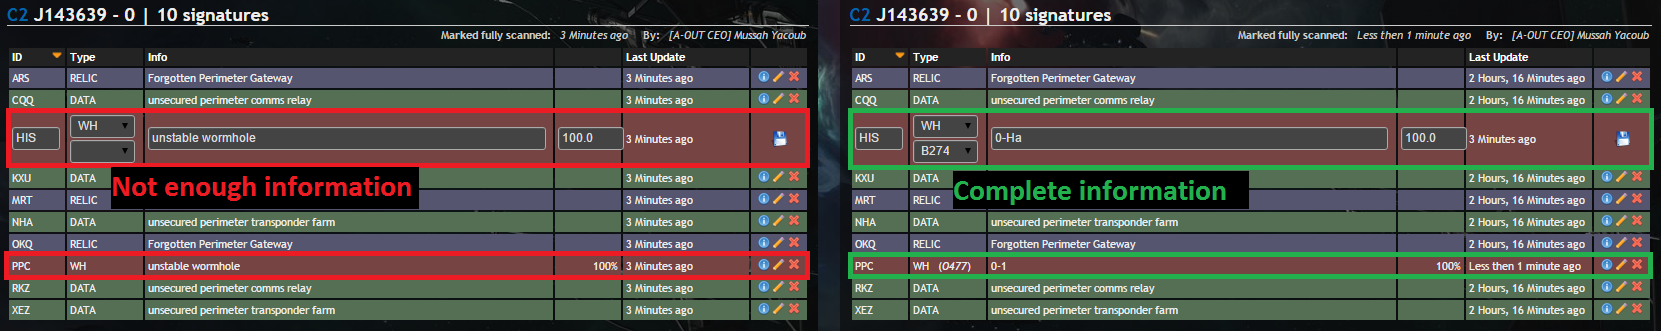 C2 J143639 - 0 | 10 signatures
Marked fully scanned: 3 Minutes ago By: [A-OUT CEO] Mussah Yacoub
ID Type Info Last Update
ARS RELIC Forgotten Perimeter Gateway 3 Minutes ago
CQQ DATA unsecured perimeter comms relay 3 Minutes ago
HIS WH unstable wormhole 100.0 3 Minutes ago
KXU DATA 3 Minutes ago
Not enough information
MRT RELIC 3 Minutes ago
NHA DATA unsecured perimeter transponder farm 3 Minutes ago
OKQ RELIC Forgotten Perimeter Gateway 3 Minutes ago
PPC WH unstable wormhole 100% 3 Minutes ago
RKZ DATA unsecured perimeter comms relay 3 Minutes ago
XEZ DATA unsecured perimeter transponder farm 3 Minutes ago
C2 J143639 - 0 | 10 signatures
Marked fully scanned: Less then 1 minute ago By: [A-OUT CEO] Mussah Yacoub
ID Type Info Last Update
ARS RELIC Forgotten Perimeter Gateway 2 Hours, 16 Minutes ago
CQQ DATA unsecured perimeter comms relay 2 Hours, 16 Minutes ago
HIS WH 0-Ha 100.0 3 Minutes ago
B274
KXU DATA 2 Hours, 16 Minutes ago
Complete information
MRT RELIC 2 Hours, 16 Minutes ago
NHA DATA unsecured perimeter transponder farm 2 Hours, 16 Minutes ago
OKQ RELIC Forgotten Perimeter Gateway 2 Hours, 16 Minutes ago
PPC WH (O477) 0-1 100% Less then 1 minute ago
RKZ DATA unsecured perimeter comms relay 2 Hours, 16 Minutes ago
XEZ DATA unsecured perimeter transponder farm 2 Hours, 16 Minutes ago